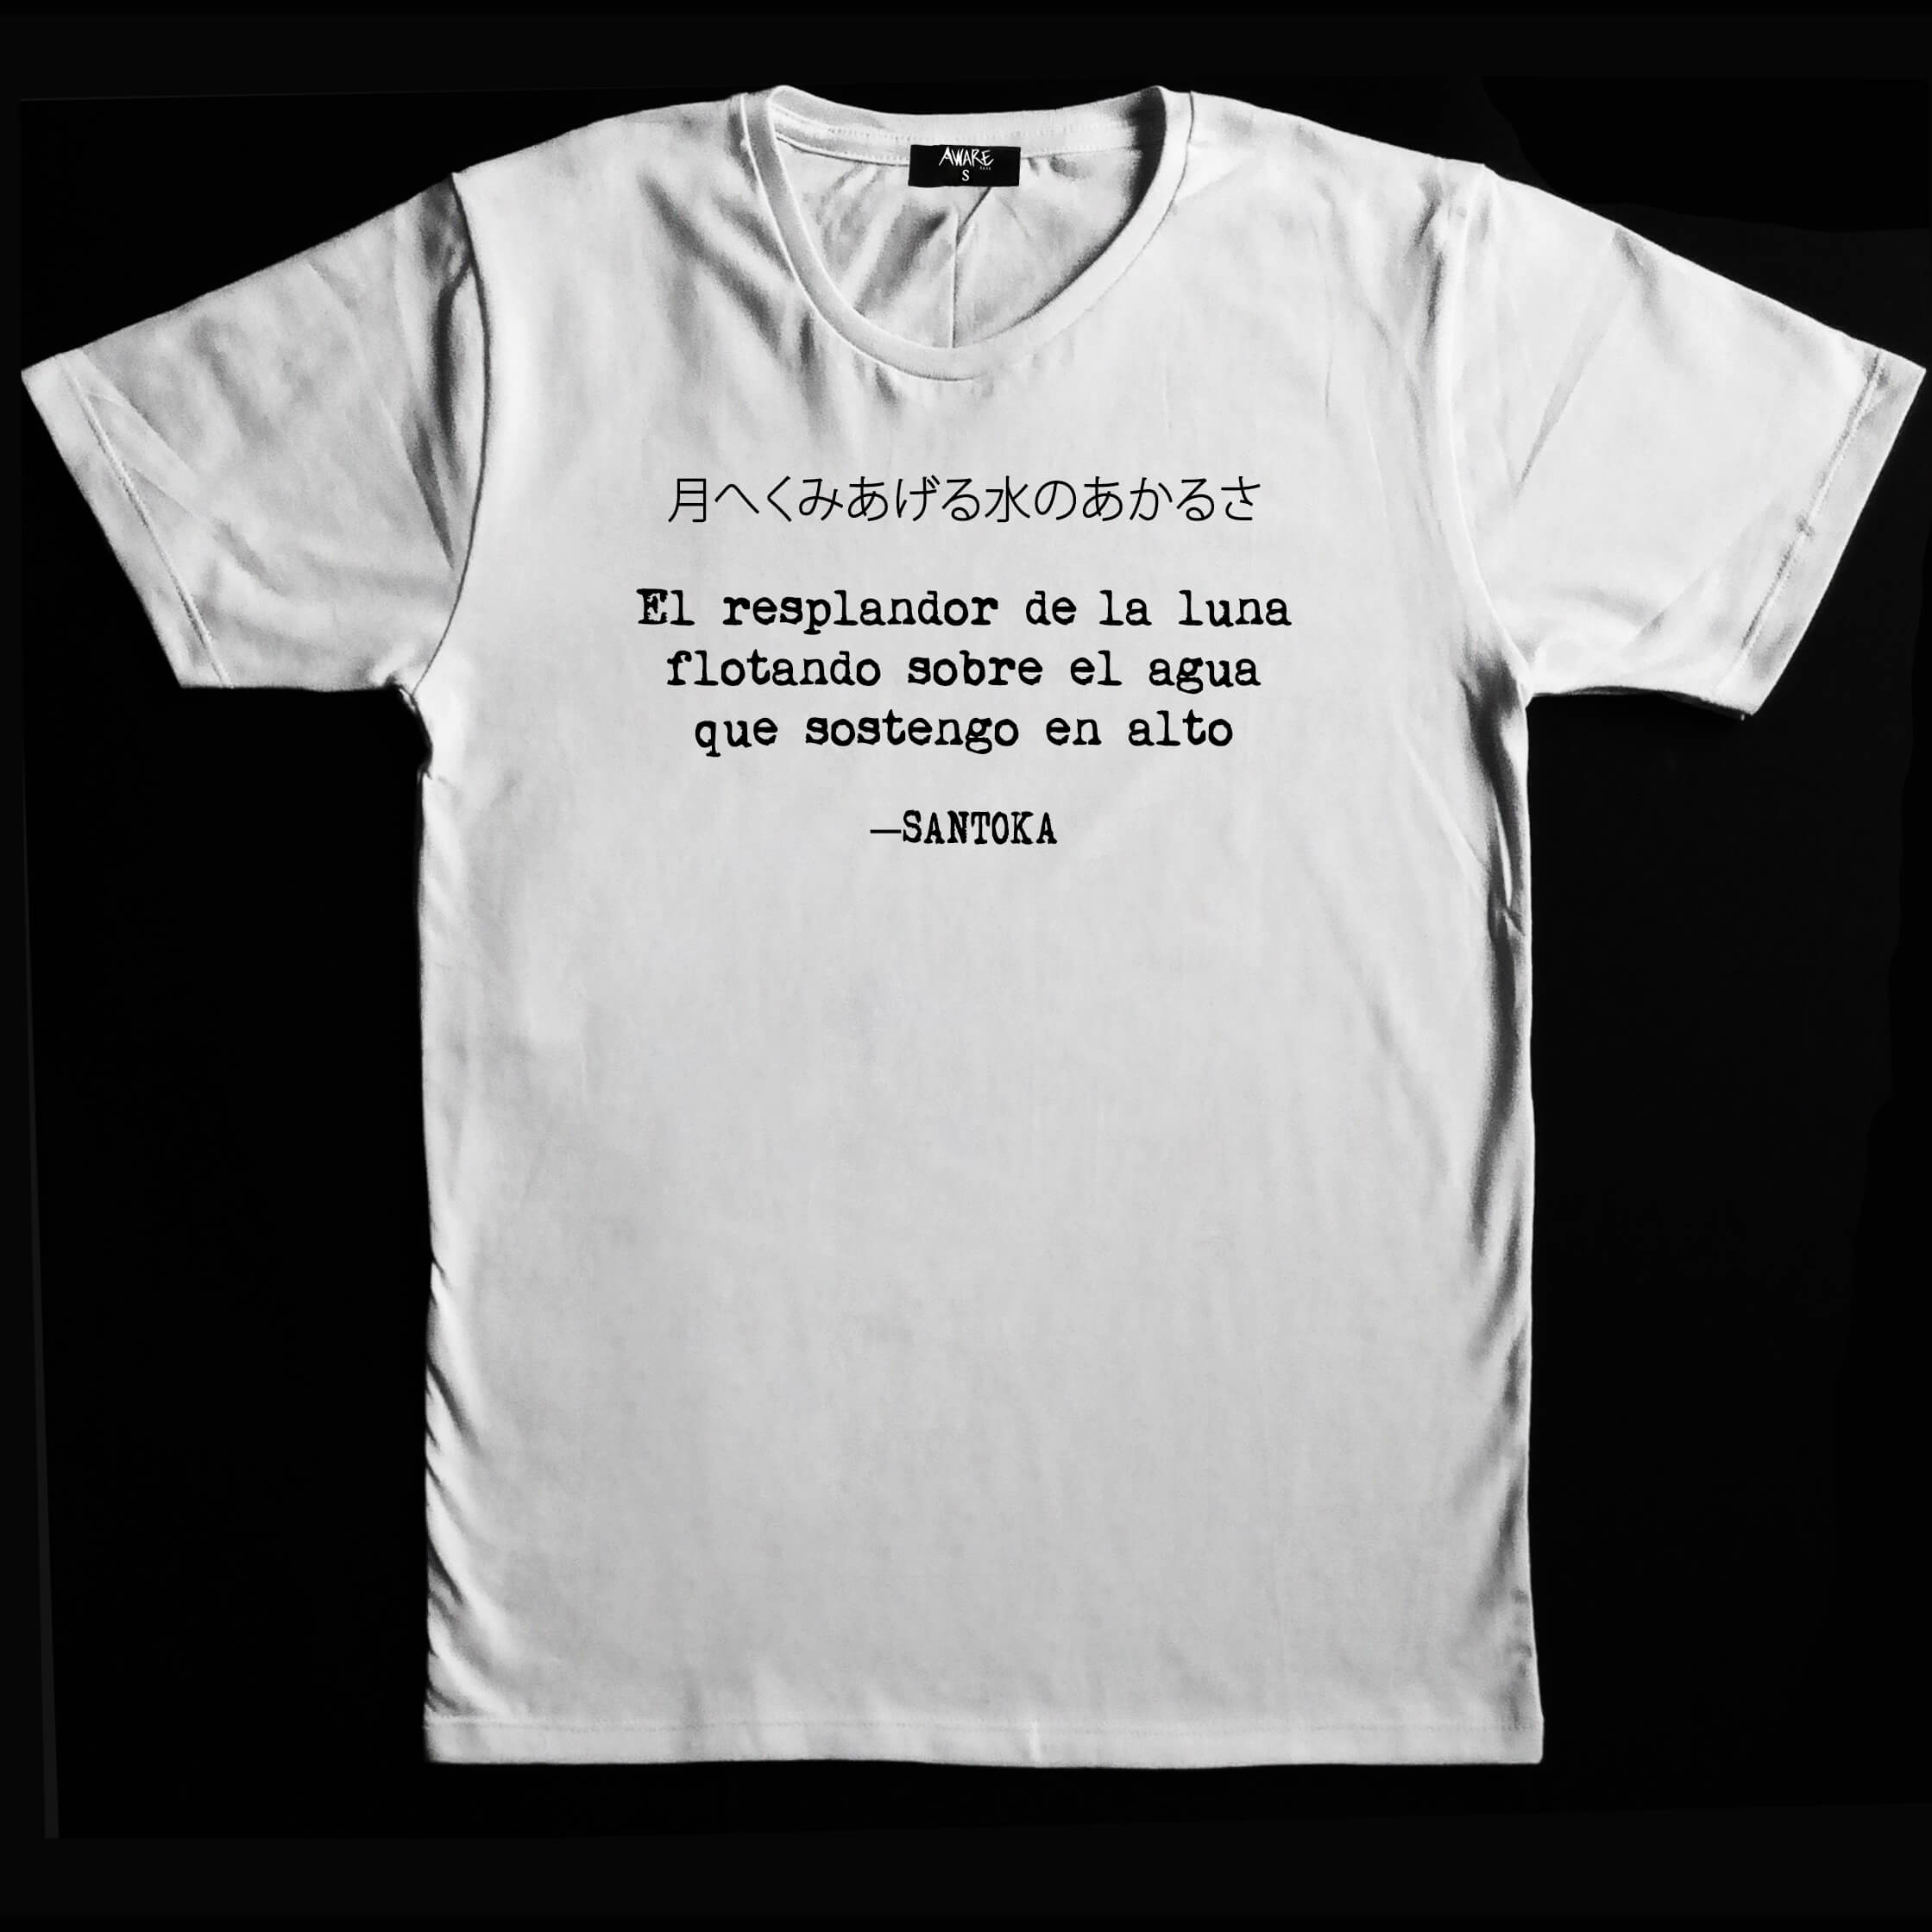 AWARE
S
月へくみあげる水のあかるさ
El resplandor de la luna
flotando sobre el agua
que sostengo en alto
—SANTOKA